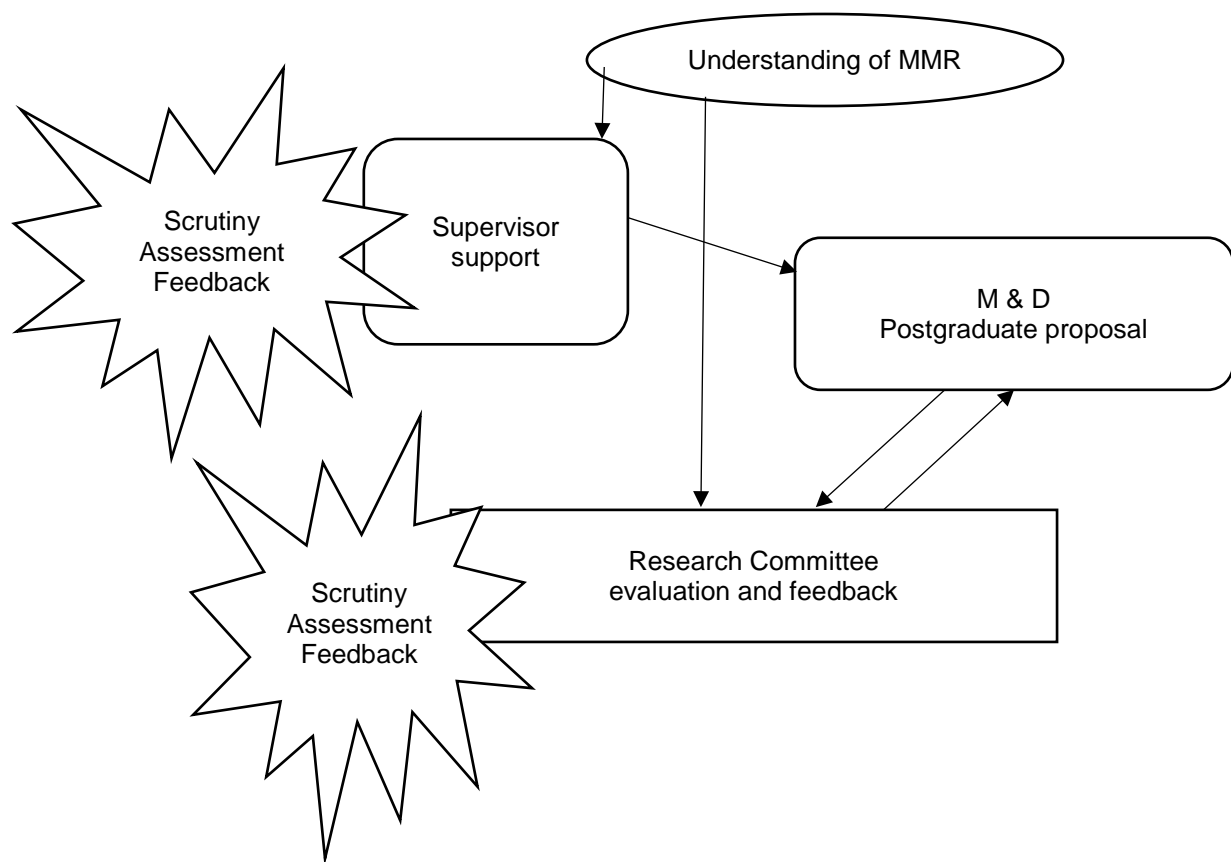 Understanding of MMR
Scrutiny
Assessment
Feedback
Supervisor
support
M & D
Postgraduate proposal
Research Committee
evaluation and feedback
Scrutiny
Assessment
Feedback